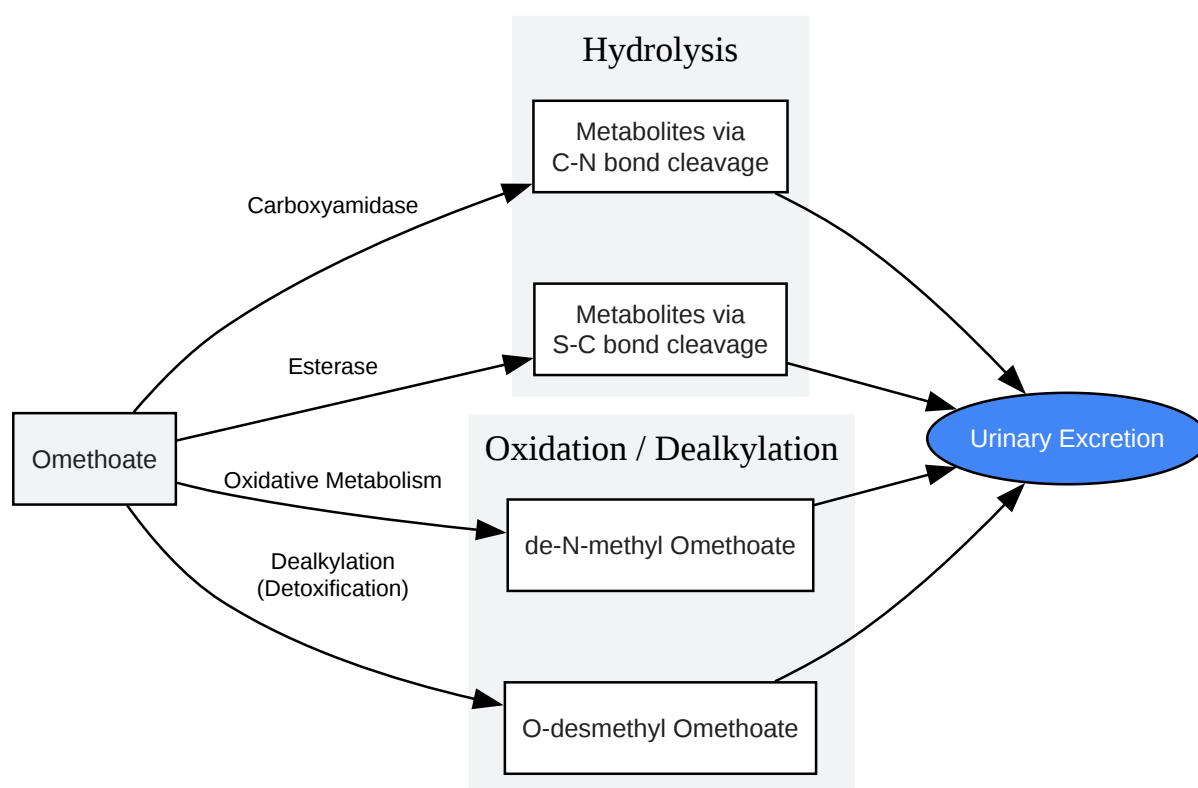 Hydrolysis
Metabolites via
C-N bond cleavage
Carboxyamidase
Metabolites via
S-C bond cleavage
Esterase
Omethoate
Urinary Excretion
Oxidation / Dealkylation
Oxidative Metabolism
de-N-methyl Omethoate
Dealkylation
(Detoxification)
O-desmethyl Omethoate